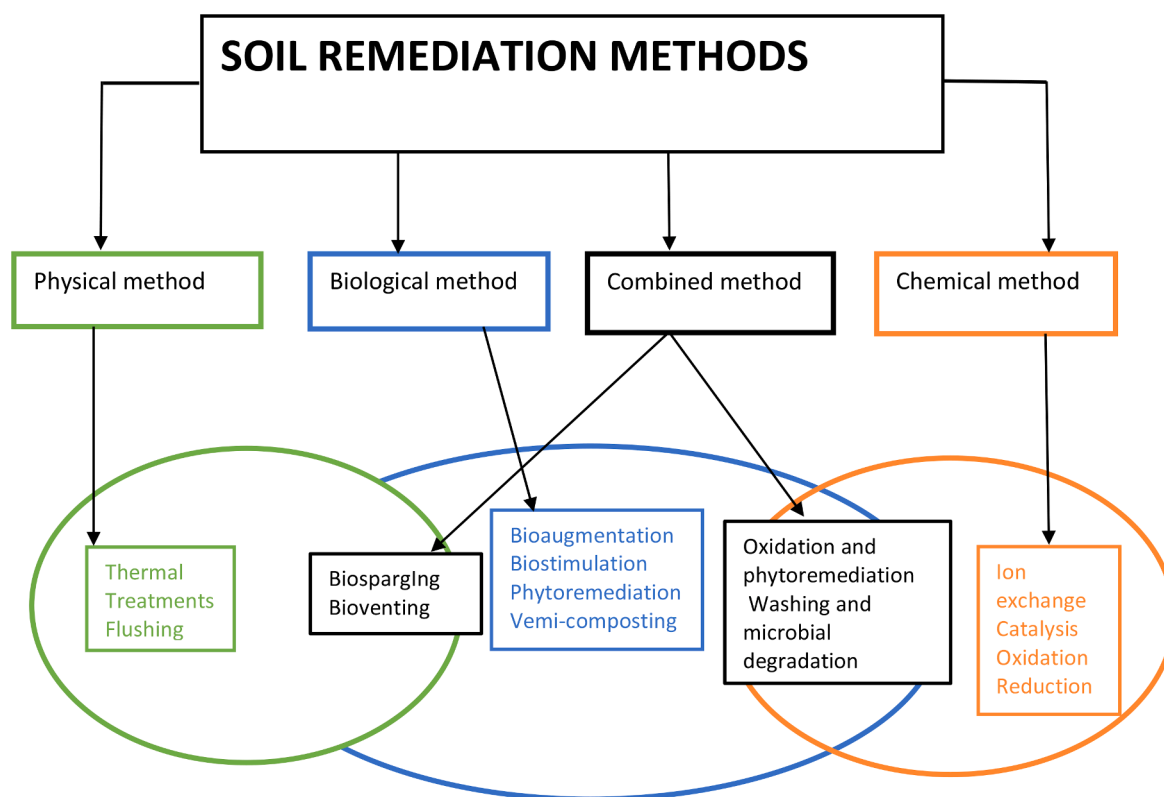 SOIL REMEDIATION METHODS
Physical method
Biological method
Combined method
Chemical method
Thermal
Treatments
Flushing
BiospargIng
Bioventing
Bioaugmentation
Biostimulation
Phytoremediation
Vemi-composting
Oxidation and
phytoremediation
Washing and
microbial
degradation
Ion
exchange
Catalysis
Oxidation
Reduction